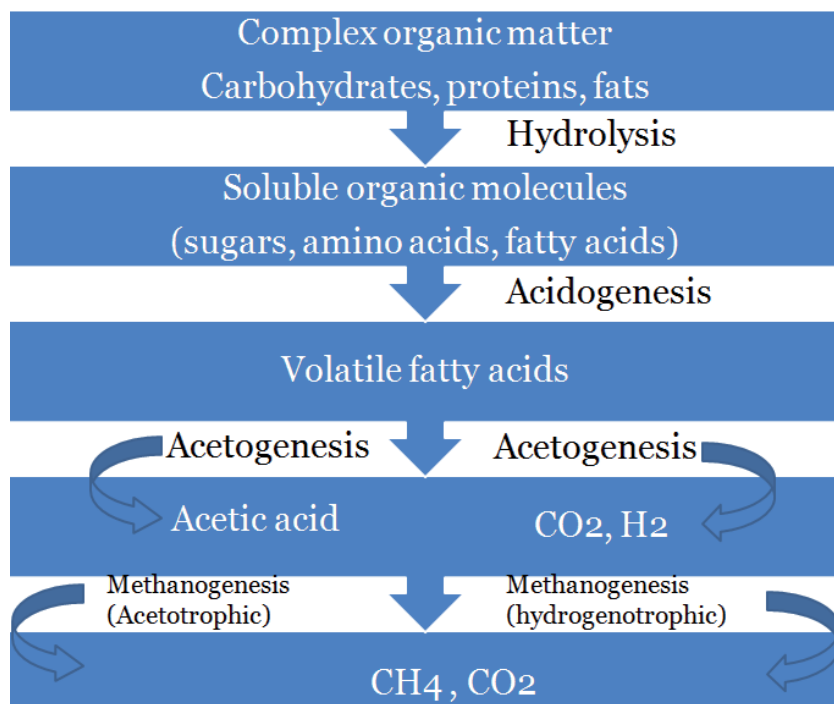 Complex organic matter
Carbohydrates, proteins, fats
Hydrolysis
Soluble organic molecules
(sugars, amino acids, fatty acids)
Acidogenesis
Volatile fatty acids
Acetogenesis
Acetogenesis
Acetic acid
CO2, H2
Methanogenesis
(Acetotrophic)
Methanogenesis
(hydrogenotrophic)
CH4 , CO2